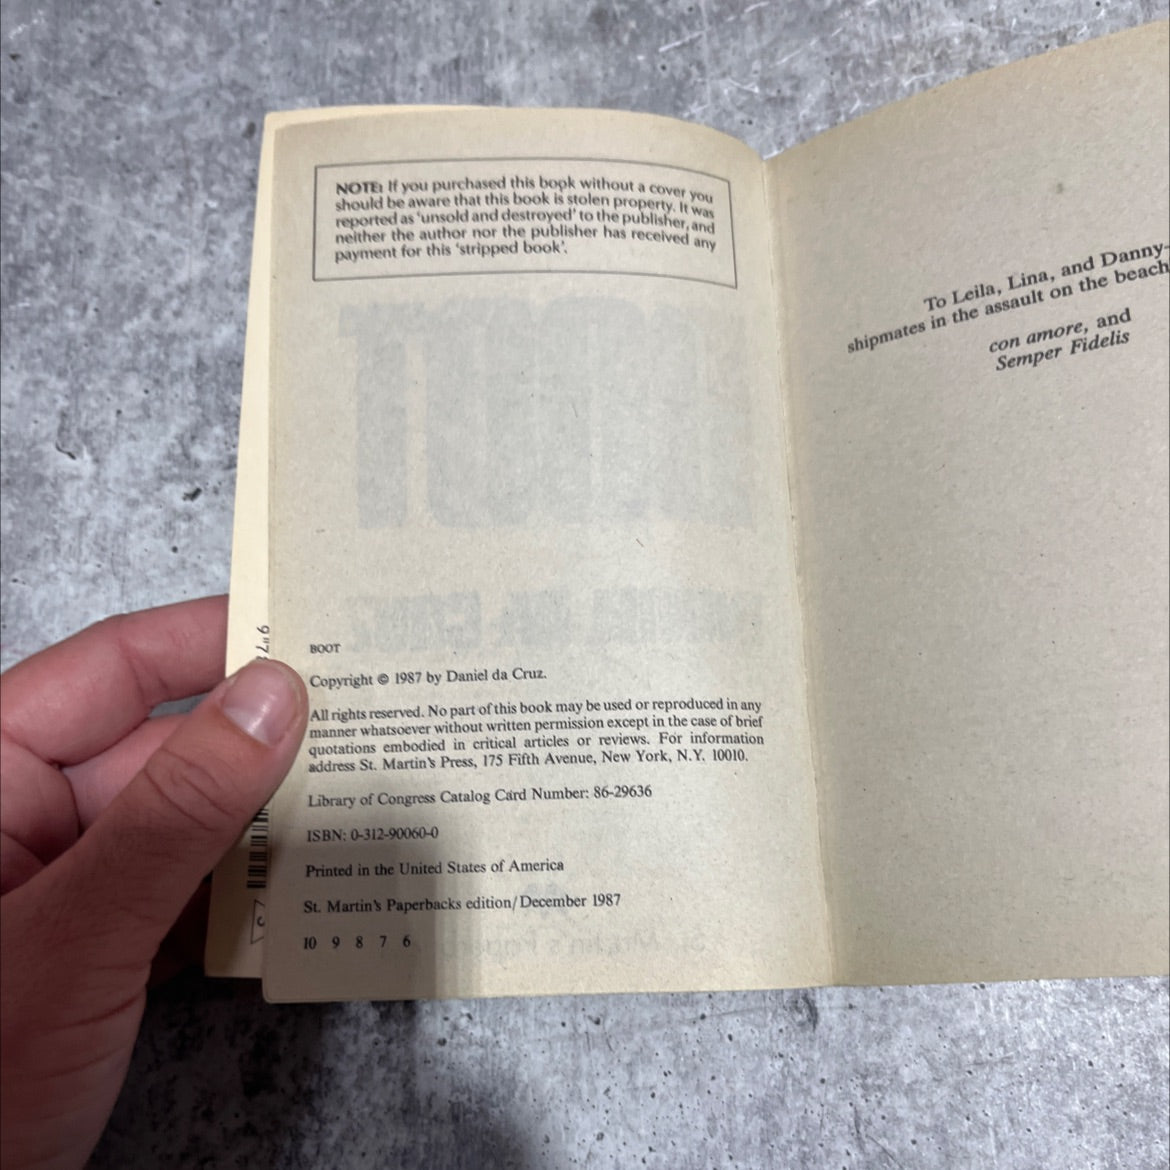 NOTE: If you purchased this book without a cover you
should be aware that this book is stolen property. It was
reported as 'unsold and destroyed' to the publisher, and
neither the author nor the publisher has received any
payment for this 'stripped book'.
BOOT
Copyright © 1987 by Daniel da Cruz.
All rights reserved. No part of this book may be used or reproduced in any
manner whatsoever without written permission except in the case of brief
quotations embodied in critical articles or reviews. For information
address St. Martin's Press, 175 Fifth Avenue, New York, N.Y. 10010.
Library of Congress Catalog Card Number: 86-29636
ISBN: 0-312-90060-0
Printed in the United States of America
St. Martin's Paperbacks edition/December 1987
10 9 8 7 6
To Leila, Lina, and Danny—
shipmates in the assault on the beach
con amore, and
Semper Fidelis